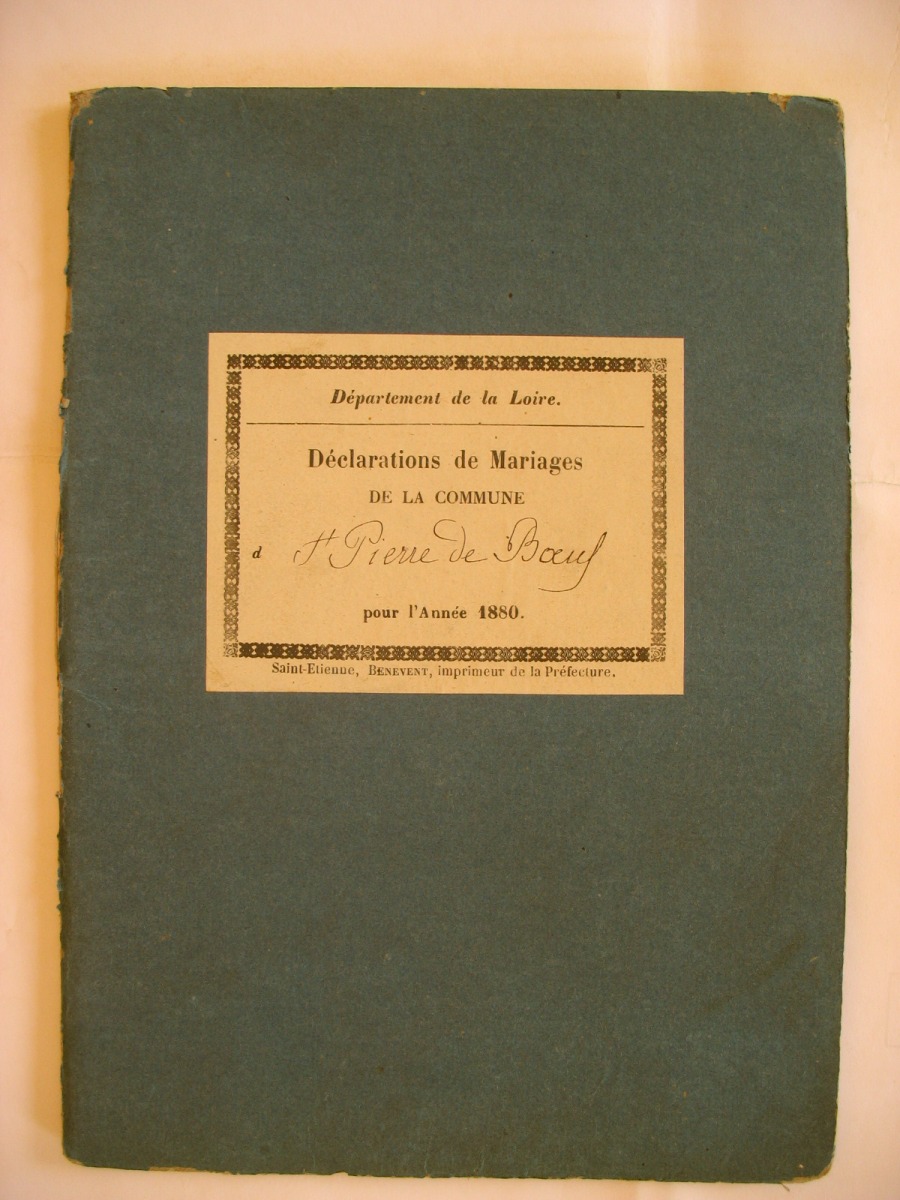 Département de la Loire.
Déclarations de Mariages
DE LA COMMUNE
d St Pierre de Bœuf
pour l'Année 1880.
Saint-Etienne, BENEVENT, imprimeur de la Préfecture.